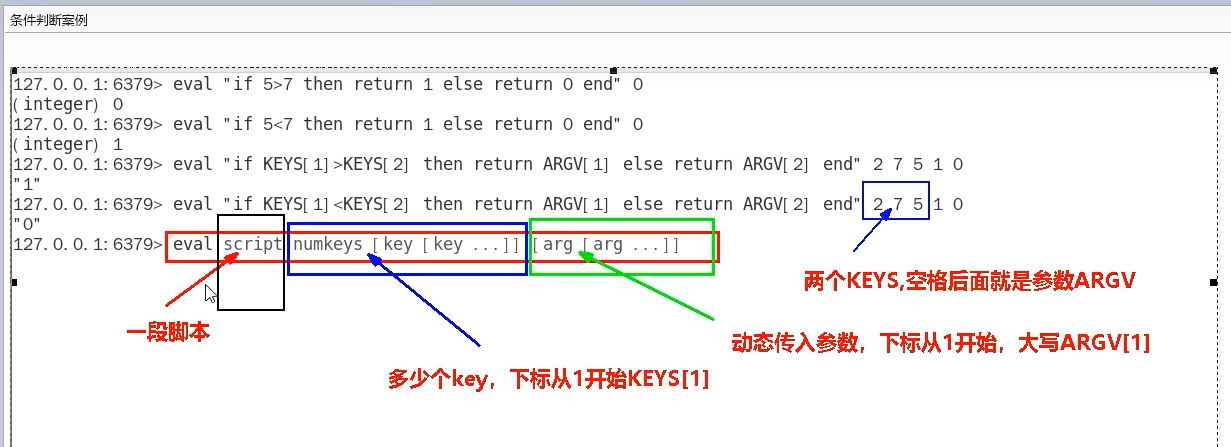 条件判断案例
127.0.0.1:6379> eval "if 5>7 then return 1 else return 0 end" 0
(integer) 0
127.0.0.1:6379> eval "if 5<7 then return 1 else return 0 end" 0
(integer) 1
127.0.0.1:6379> eval "if KEYS[1]>KEYS[2] then return ARGV[1] else return ARGV[2] end" 2 7 5 1 0
"1"
127.0.0.1:6379> eval "if KEYS[1]<KEYS[2] then return ARGV[1] else return ARGV[2] end" 2 7 5 1 0
"0"
127.0.0.1:6379> eval script numkeys [key [key ...]] [arg [arg ...]]
两个KEYS,空格后面就是参数ARGV
一段脚本
动态传入参数，下标从1开始，大写ARGV[1]
多少个key，下标从1开始KEYS[1]